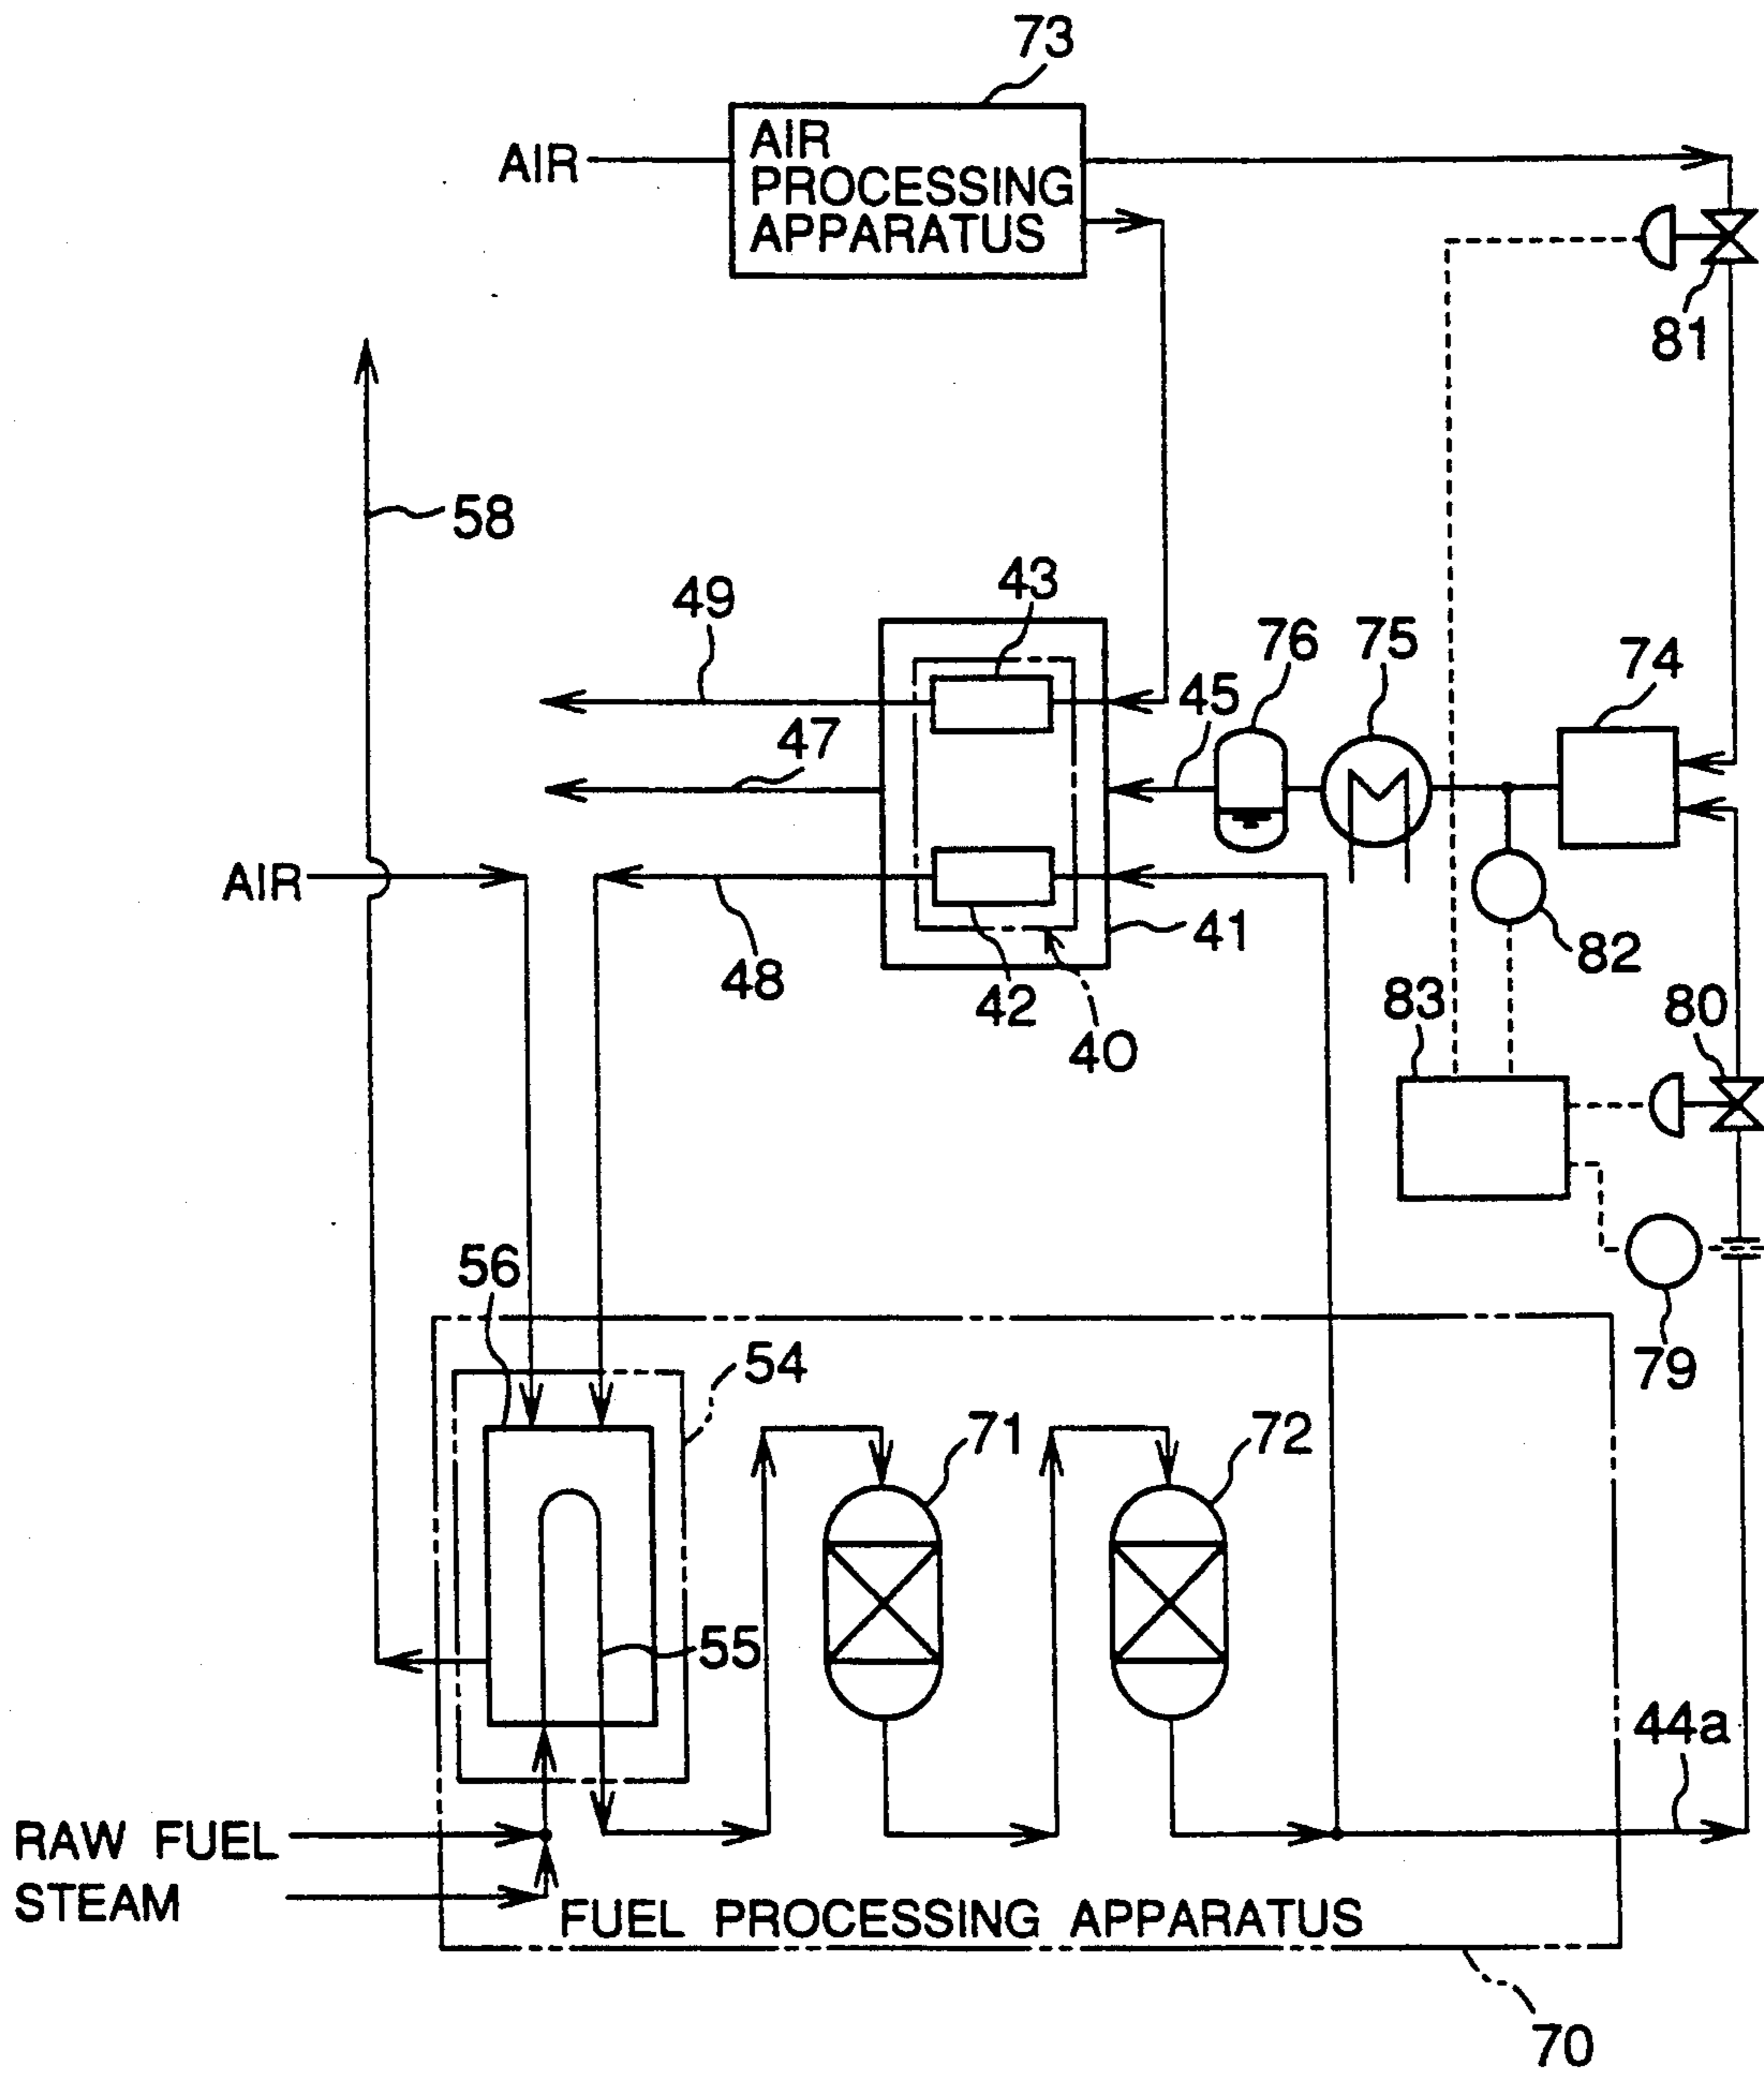 73
AIR
AIR
PROCESSING
APPARATUS
81
58
49
43
76
75
74
45
47
AIR
41
82
48
42
40
83
80
56
54
79
71
72
55
44a
RAW FUEL
STEAM
FUEL PROCESSING APPARATUS
70